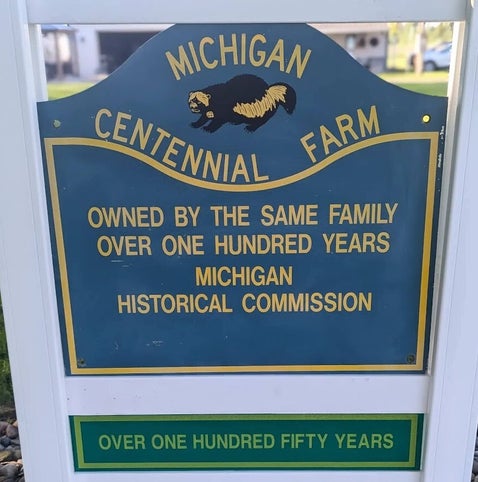 MICHIGAN
CENTENNIAL FARM
OWNED BY THE SAME FAMILY
OVER ONE HUNDRED YEARS
MICHIGAN
HISTORICAL COMMISSION
OVER ONE HUNDRED FIFTY YEARS